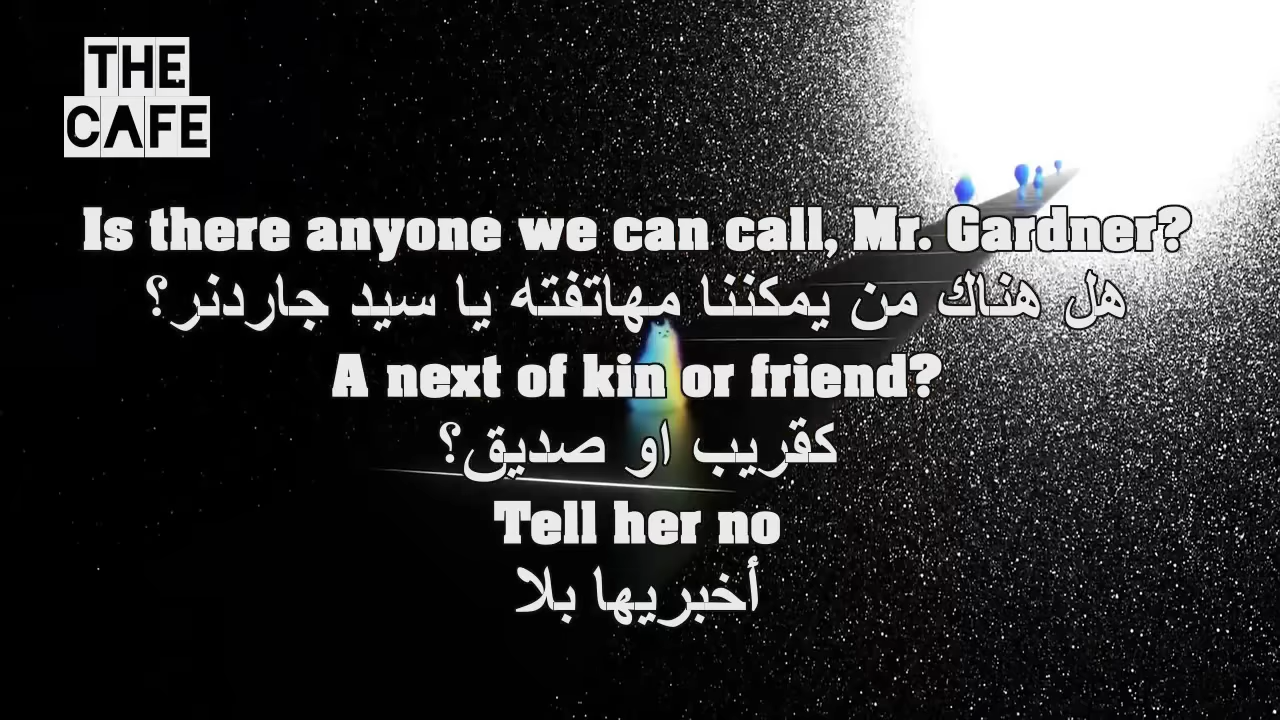 THE
CAFE
Is there anyone we can call, Mr. Gardner?
هل هناك من يمكننا مهاتفته يا سيد جاردنر؟
A next of kin or friend?
كقريب او صديق؟
Tell her no
أخبريها بلا